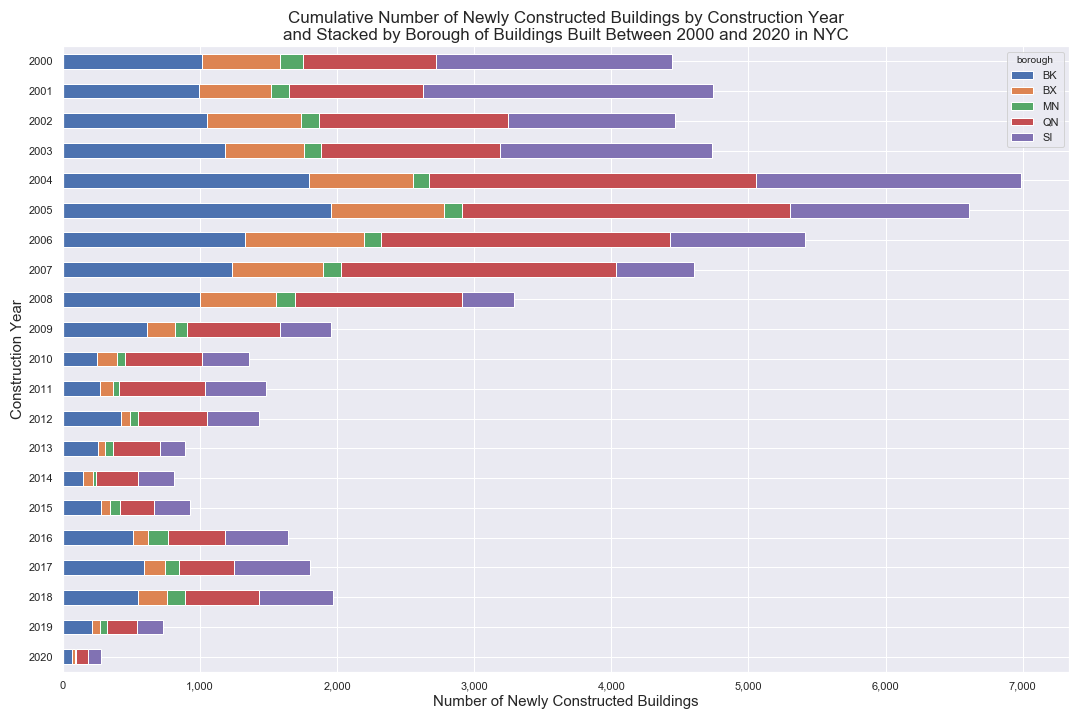 Cumulative Number of Newly Constructed Buildings by Construction Year
and Stacked by Borough of Buildings Built Between 2000 and 2020 in NYC
borough
BK
BX
MN
QN
SI
Construction Year
2000
2001
2002
2003
2004
2005
2006
2007
2008
2009
2010
2011
2012
2013
2014
2015
2016
2017
2018
2019
2020
0 1,000 2,000 3,000 4,000 5,000 6,000 7,000
Number of Newly Constructed Buildings